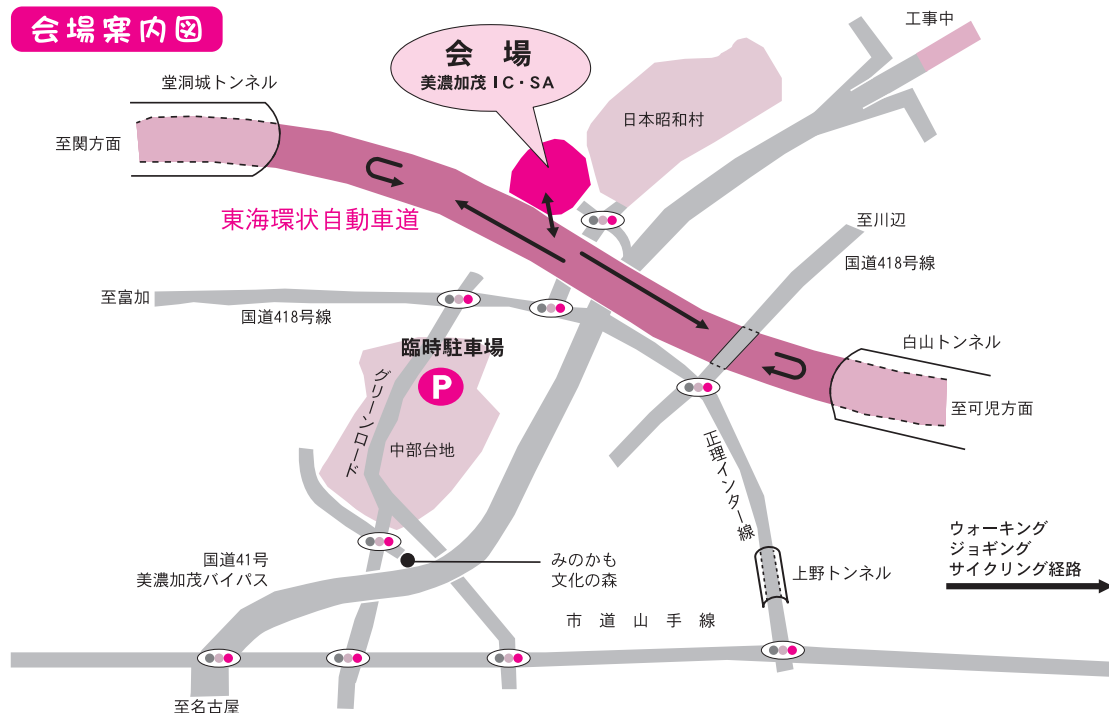 会場案内図
工事中
会 場
美濃加茂 IC・SA
堂洞城トンネル
日本昭和村
至関方面
東海環状自動車道
至川辺
国道418号線
至富加
国道418号線
臨時駐車場
P
白山トンネル
至可児方面
グリーンロード
中部台地
正理インター線
国道41号
美濃加茂バイパス
みのかも
文化の森
上野トンネル
ウォーキング
ジョギング
サイクリング経路
市道山手線
至名古屋